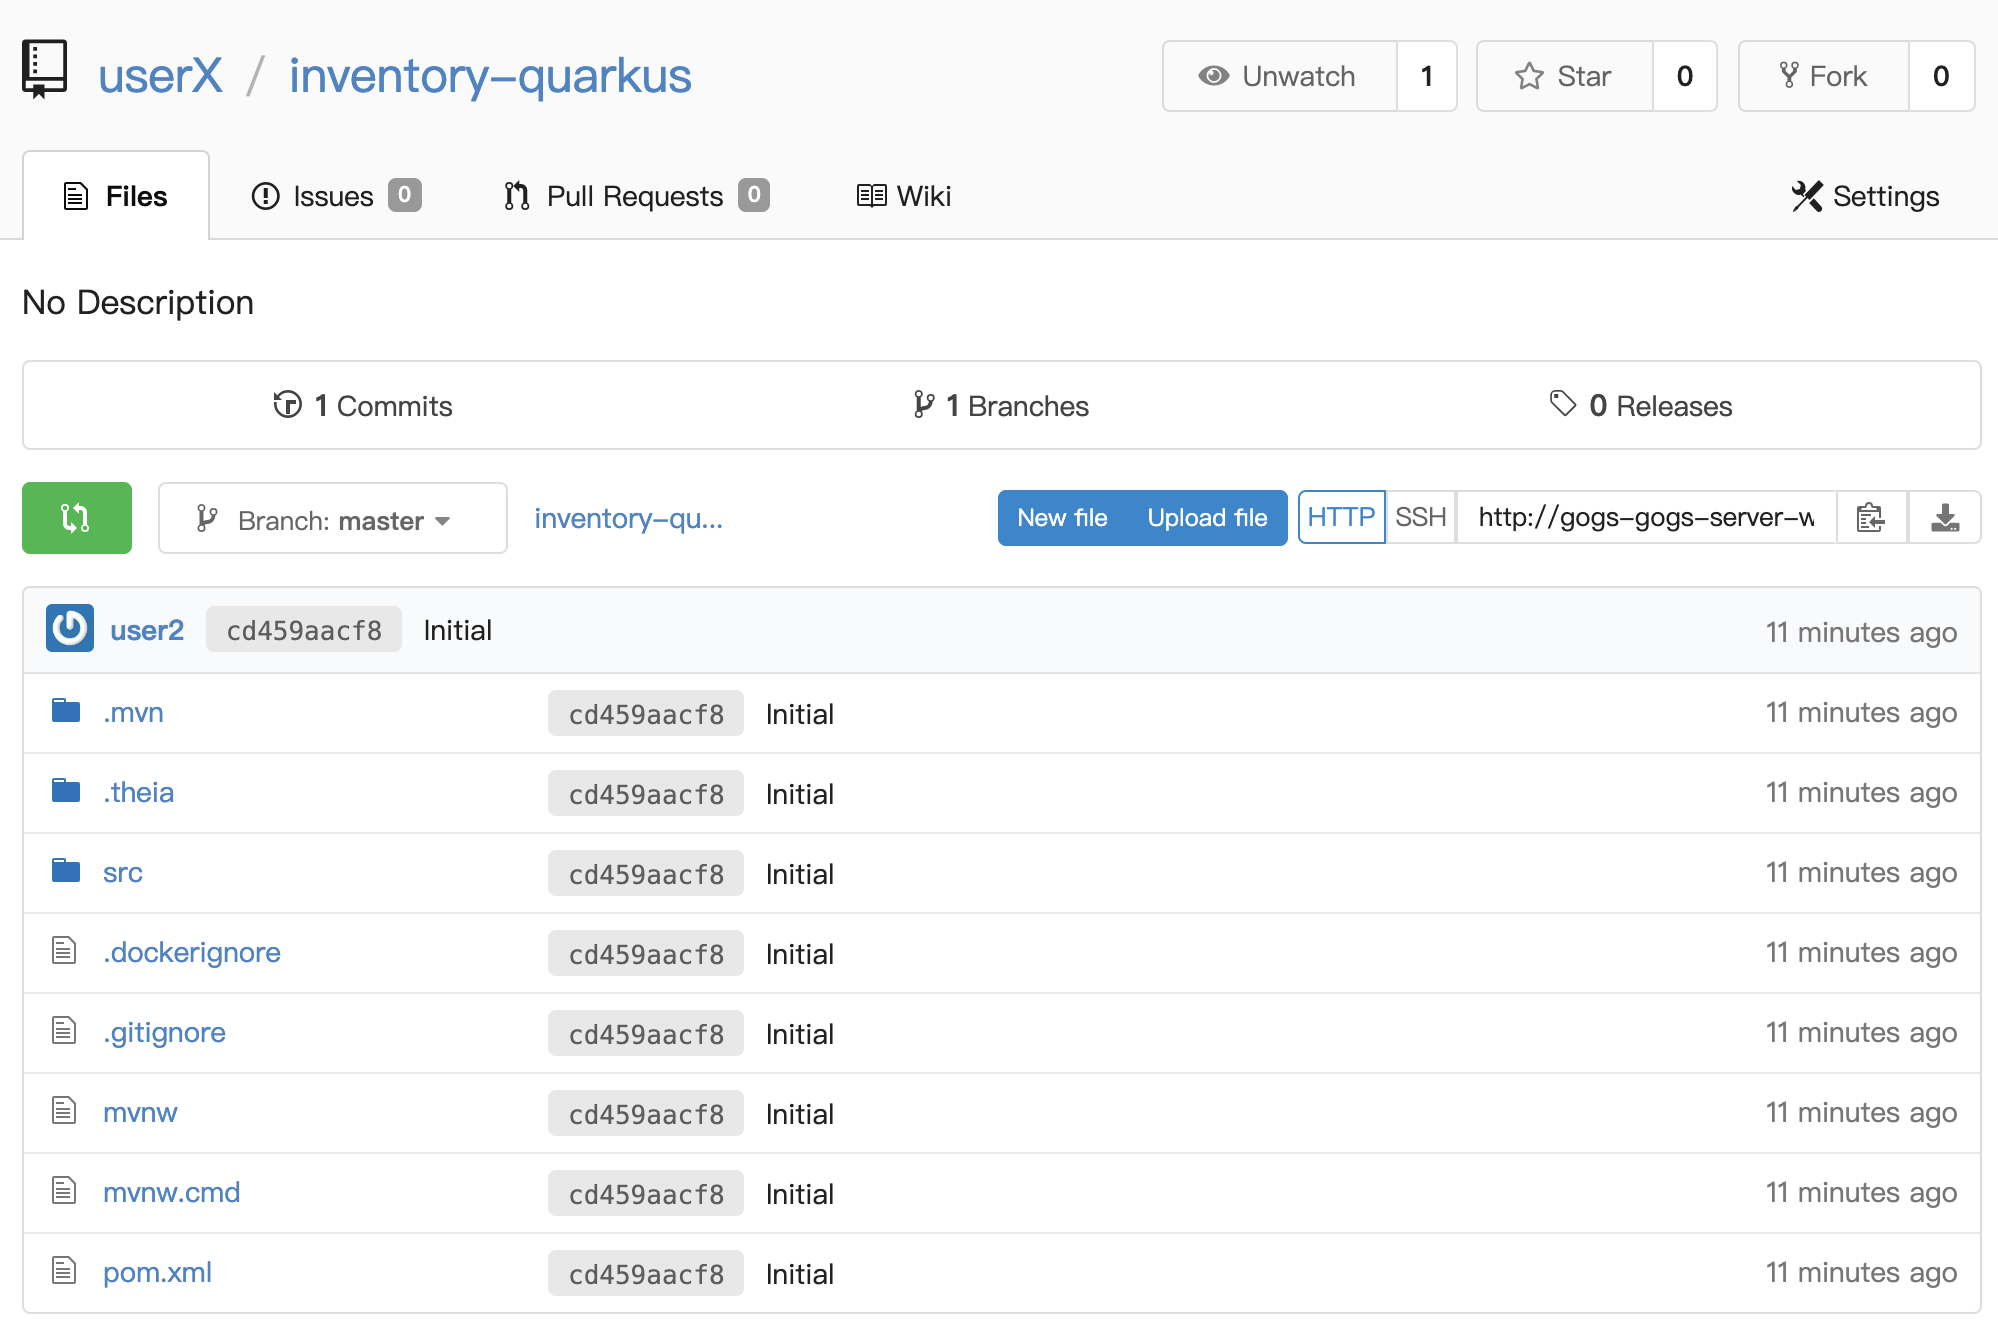 userX / inventory-quarkus
Unwatch 1 Star 0 Fork 0
Files Issues 0 Pull Requests 0 Wiki Settings
No Description
1 Commits 1 Branches 0 Releases
Branch: master inventory-qu... New file Upload file HTTP SSH http://gogs-gogs-server-w
user2 cd459aacf8 Initial 11 minutes ago
.mvn cd459aacf8 Initial 11 minutes ago
.theia cd459aacf8 Initial 11 minutes ago
src cd459aacf8 Initial 11 minutes ago
.dockerignore cd459aacf8 Initial 11 minutes ago
.gitignore cd459aacf8 Initial 11 minutes ago
mvnw cd459aacf8 Initial 11 minutes ago
mvnw.cmd cd459aacf8 Initial 11 minutes ago
pom.xml cd459aacf8 Initial 11 minutes ago